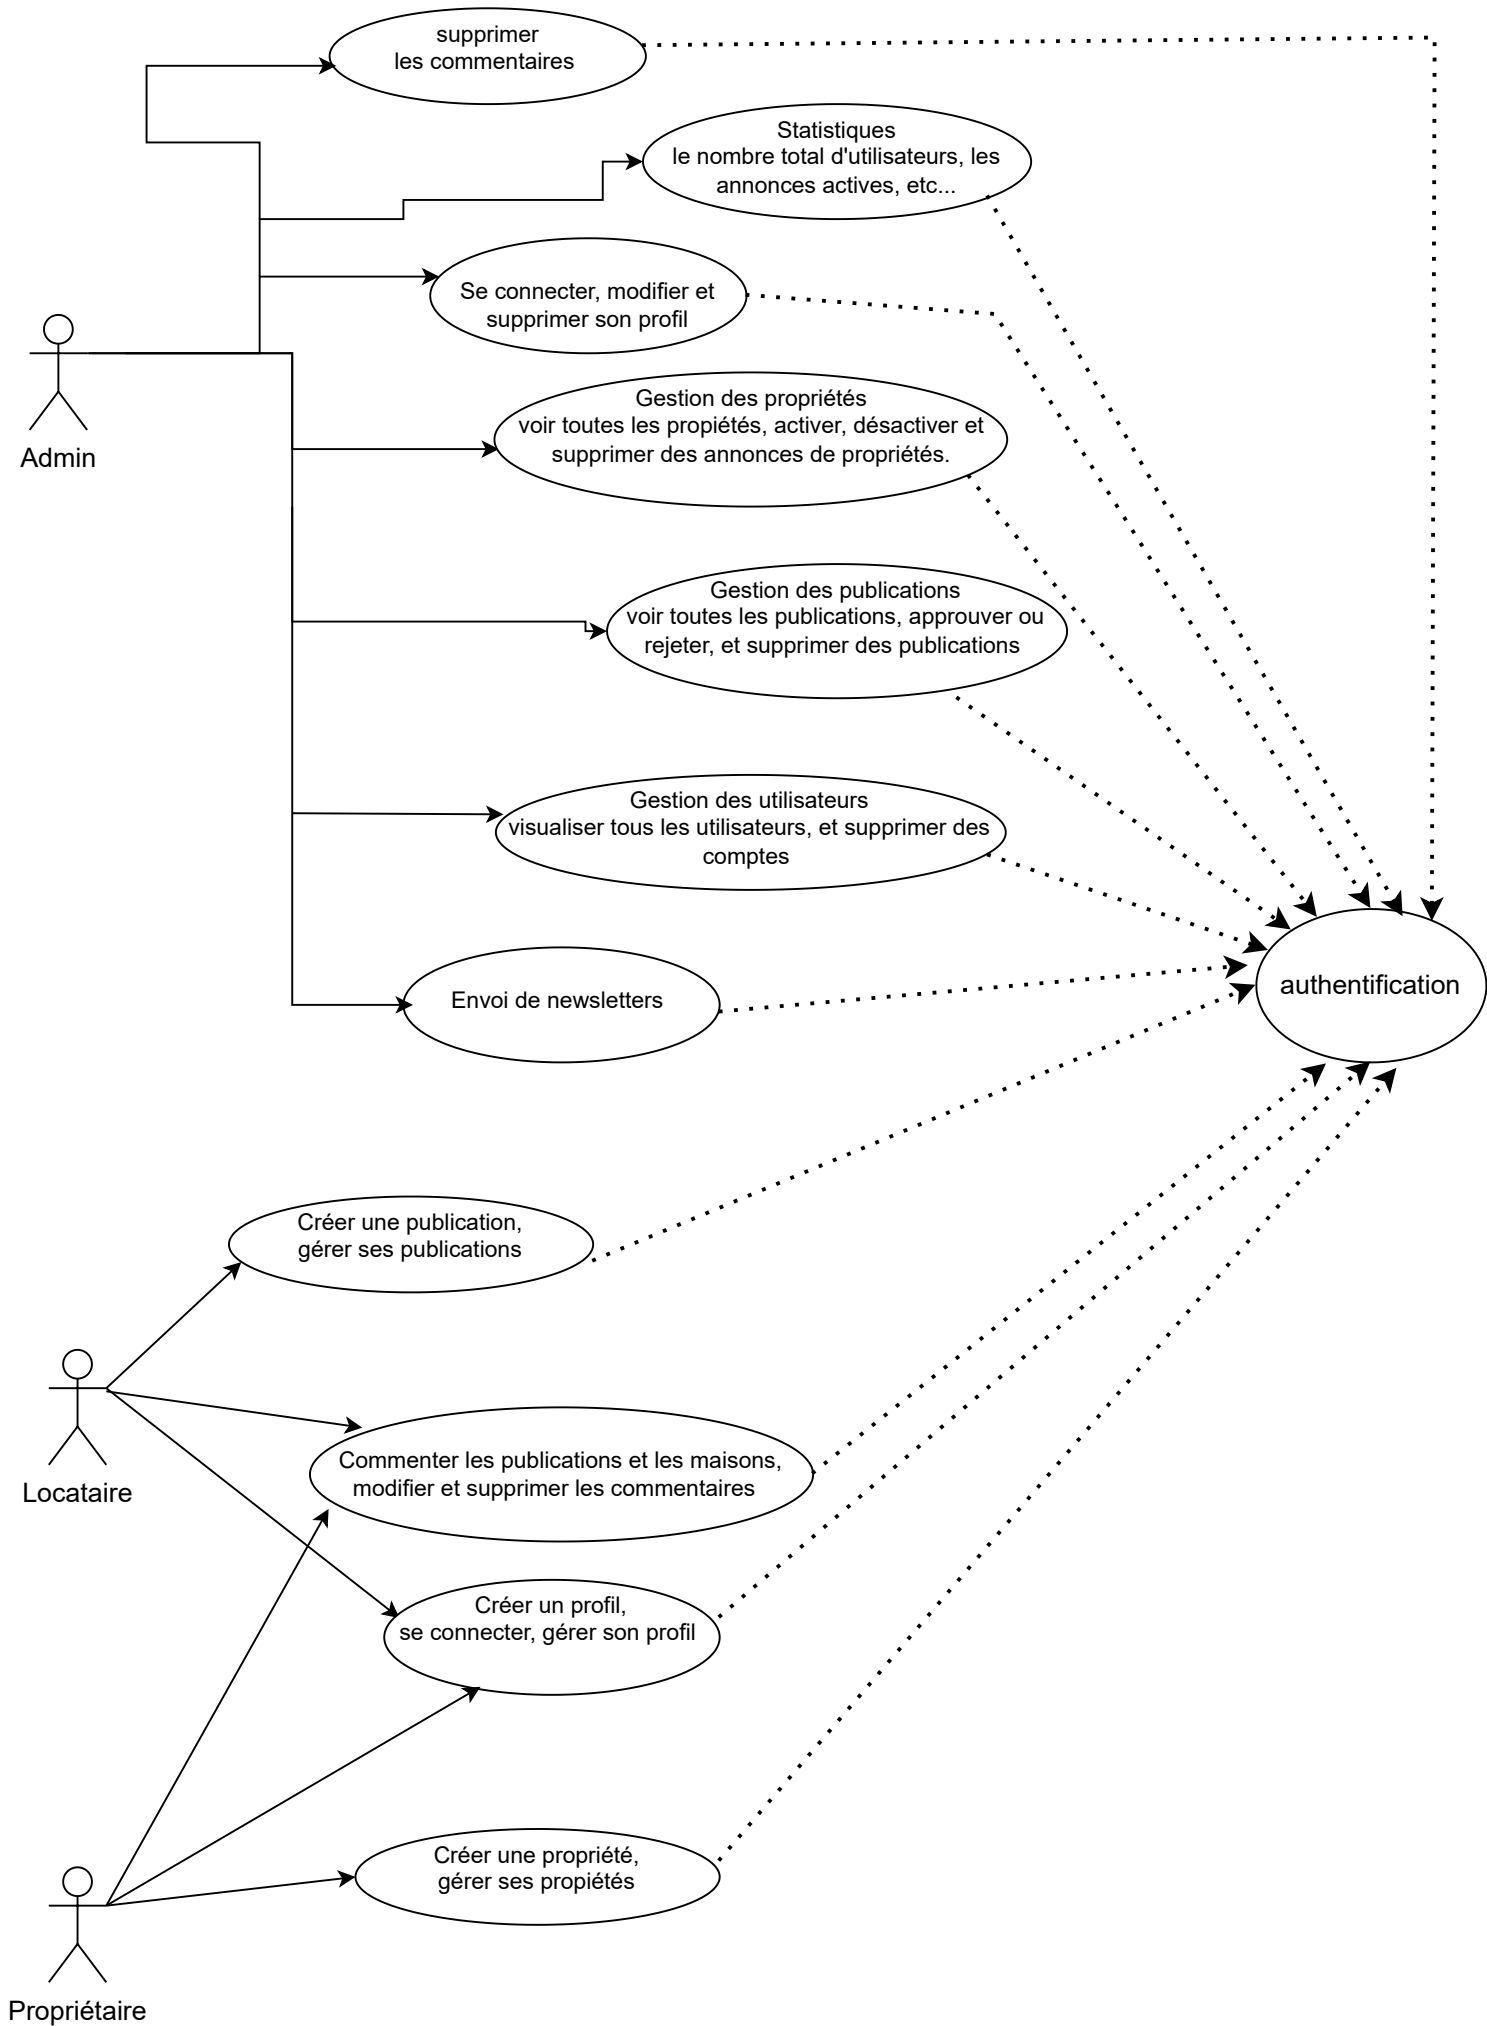 supprimer
les commentaires
Statistiques
le nombre total d'utilisateurs, les
annonces actives, etc...
Se connecter, modifier et
supprimer son profil
Admin
Gestion des propriétés
voir toutes les propiétés, activer, désactiver et
supprimer des annonces de propriétés.
Gestion des publications
voir toutes les publications, approuver ou
rejeter, et supprimer des publications
Gestion des utilisateurs
visualiser tous les utilisateurs, et supprimer des
comptes
Envoi de newsletters
authentification
Créer une publication,
gérer ses publications
Locataire
Commenter les publications et les maisons,
modifier et supprimer les commentaires
Créer un profil,
se connecter, gérer son profil
Créer une propriété,
gérer ses propiétés
Propriétaire